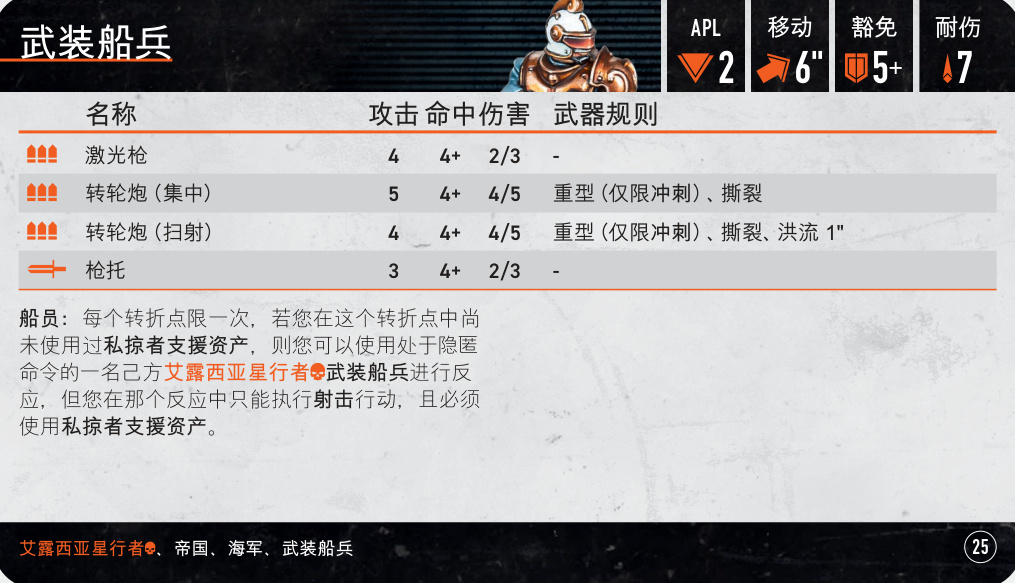 武装船兵
APL 移动 豁免 耐伤
2 6" 5+ 7
名称 攻击 命中 伤害 武器规则
激光枪 4 4+ 2/3 -
转轮炮（集中） 5 4+ 4/5 重型（仅限冲刺）、撕裂
转轮炮（扫射） 4 4+ 4/5 重型（仅限冲刺）、撕裂、洪流 1"
枪托 3 4+ 2/3 -
船员：每个转折点限一次，若您在这个转折点中尚
未使用过私掠者支援资产，则您可以使用处于隐匿
命令的一名己方艾露西亚星行者武装船兵进行反
应，但您在那个反应中只能执行射击行动，且必须
使用私掠者支援资产。
艾露西亚星行者、帝国、海军、武装船兵
25